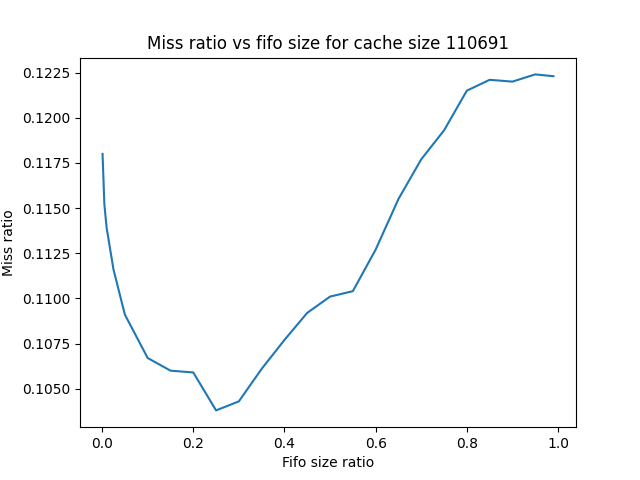 Miss ratio vs fifo size for cache size 110691
0.1225
0.1200
0.1175
0.1150
0.1125
0.1100
0.1075
0.1050
Miss ratio
0.0 0.2 0.4 0.6 0.8 1.0
Fifo size ratio